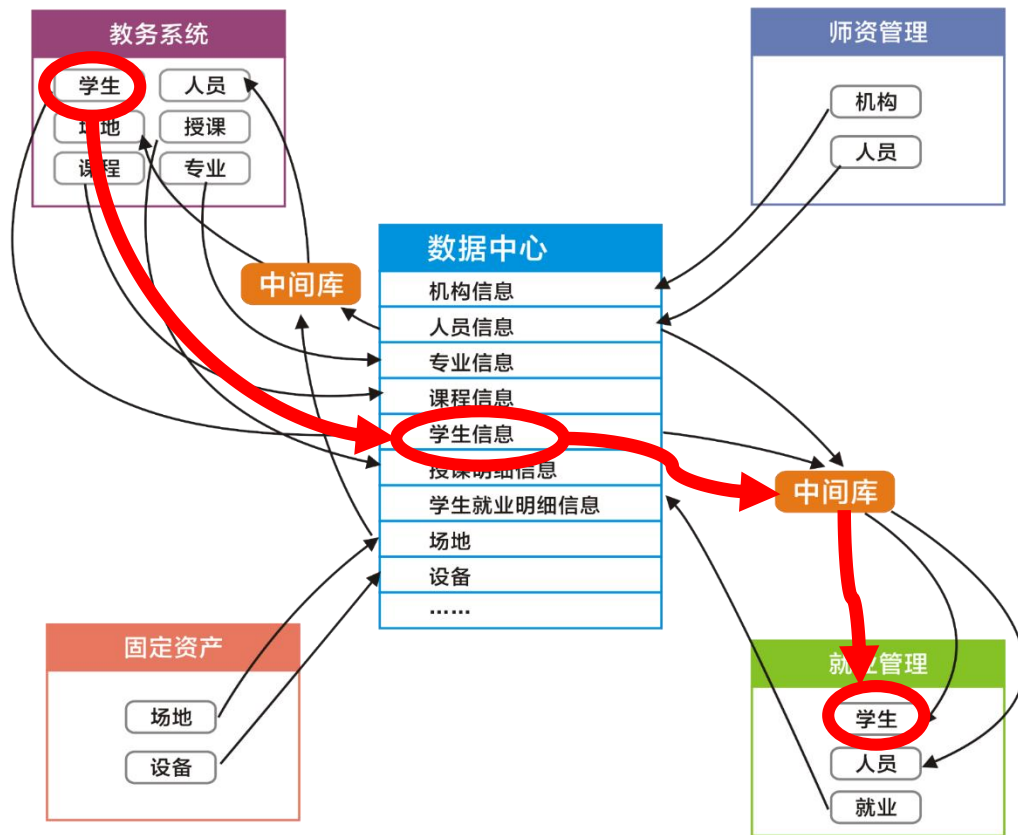 教务系统
学生
人员
场地
授课
课程
专业
师资管理
机构
人员
数据中心
机构信息
人员信息
专业信息
课程信息
学生信息
授课明细信息
学生就业明细信息
场地
设备
……
中间库
中间库
固定资产
场地
设备
就业管理
学生
人员
就业